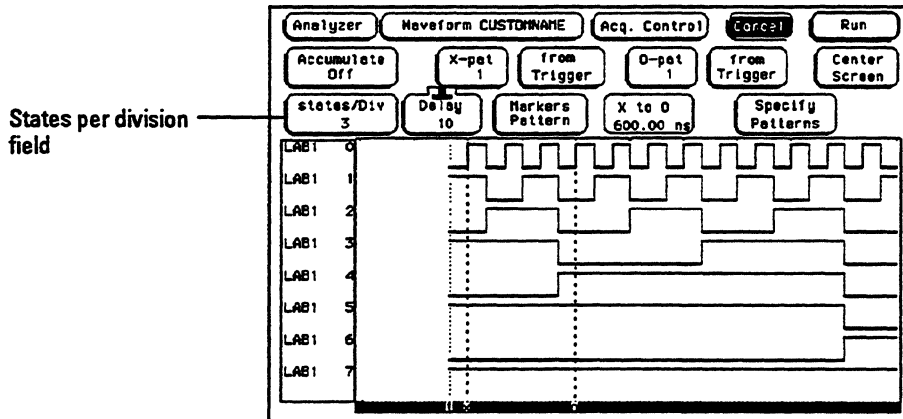 Analyzer Waveform CUSTOMNAME Acq. Control Cancel Run
Accumulate Off X-pat 1 from Trigger O-pat 1 from Trigger Center Screen
states/Div 3 Delay 10 Markers Pattern X to O 600.00 ns Specify Patterns
States per division field
LAB1 0
LAB1 1
LAB1 2
LAB1 3
LAB1 4
LAB1 5
LAB1 6
LAB1 7